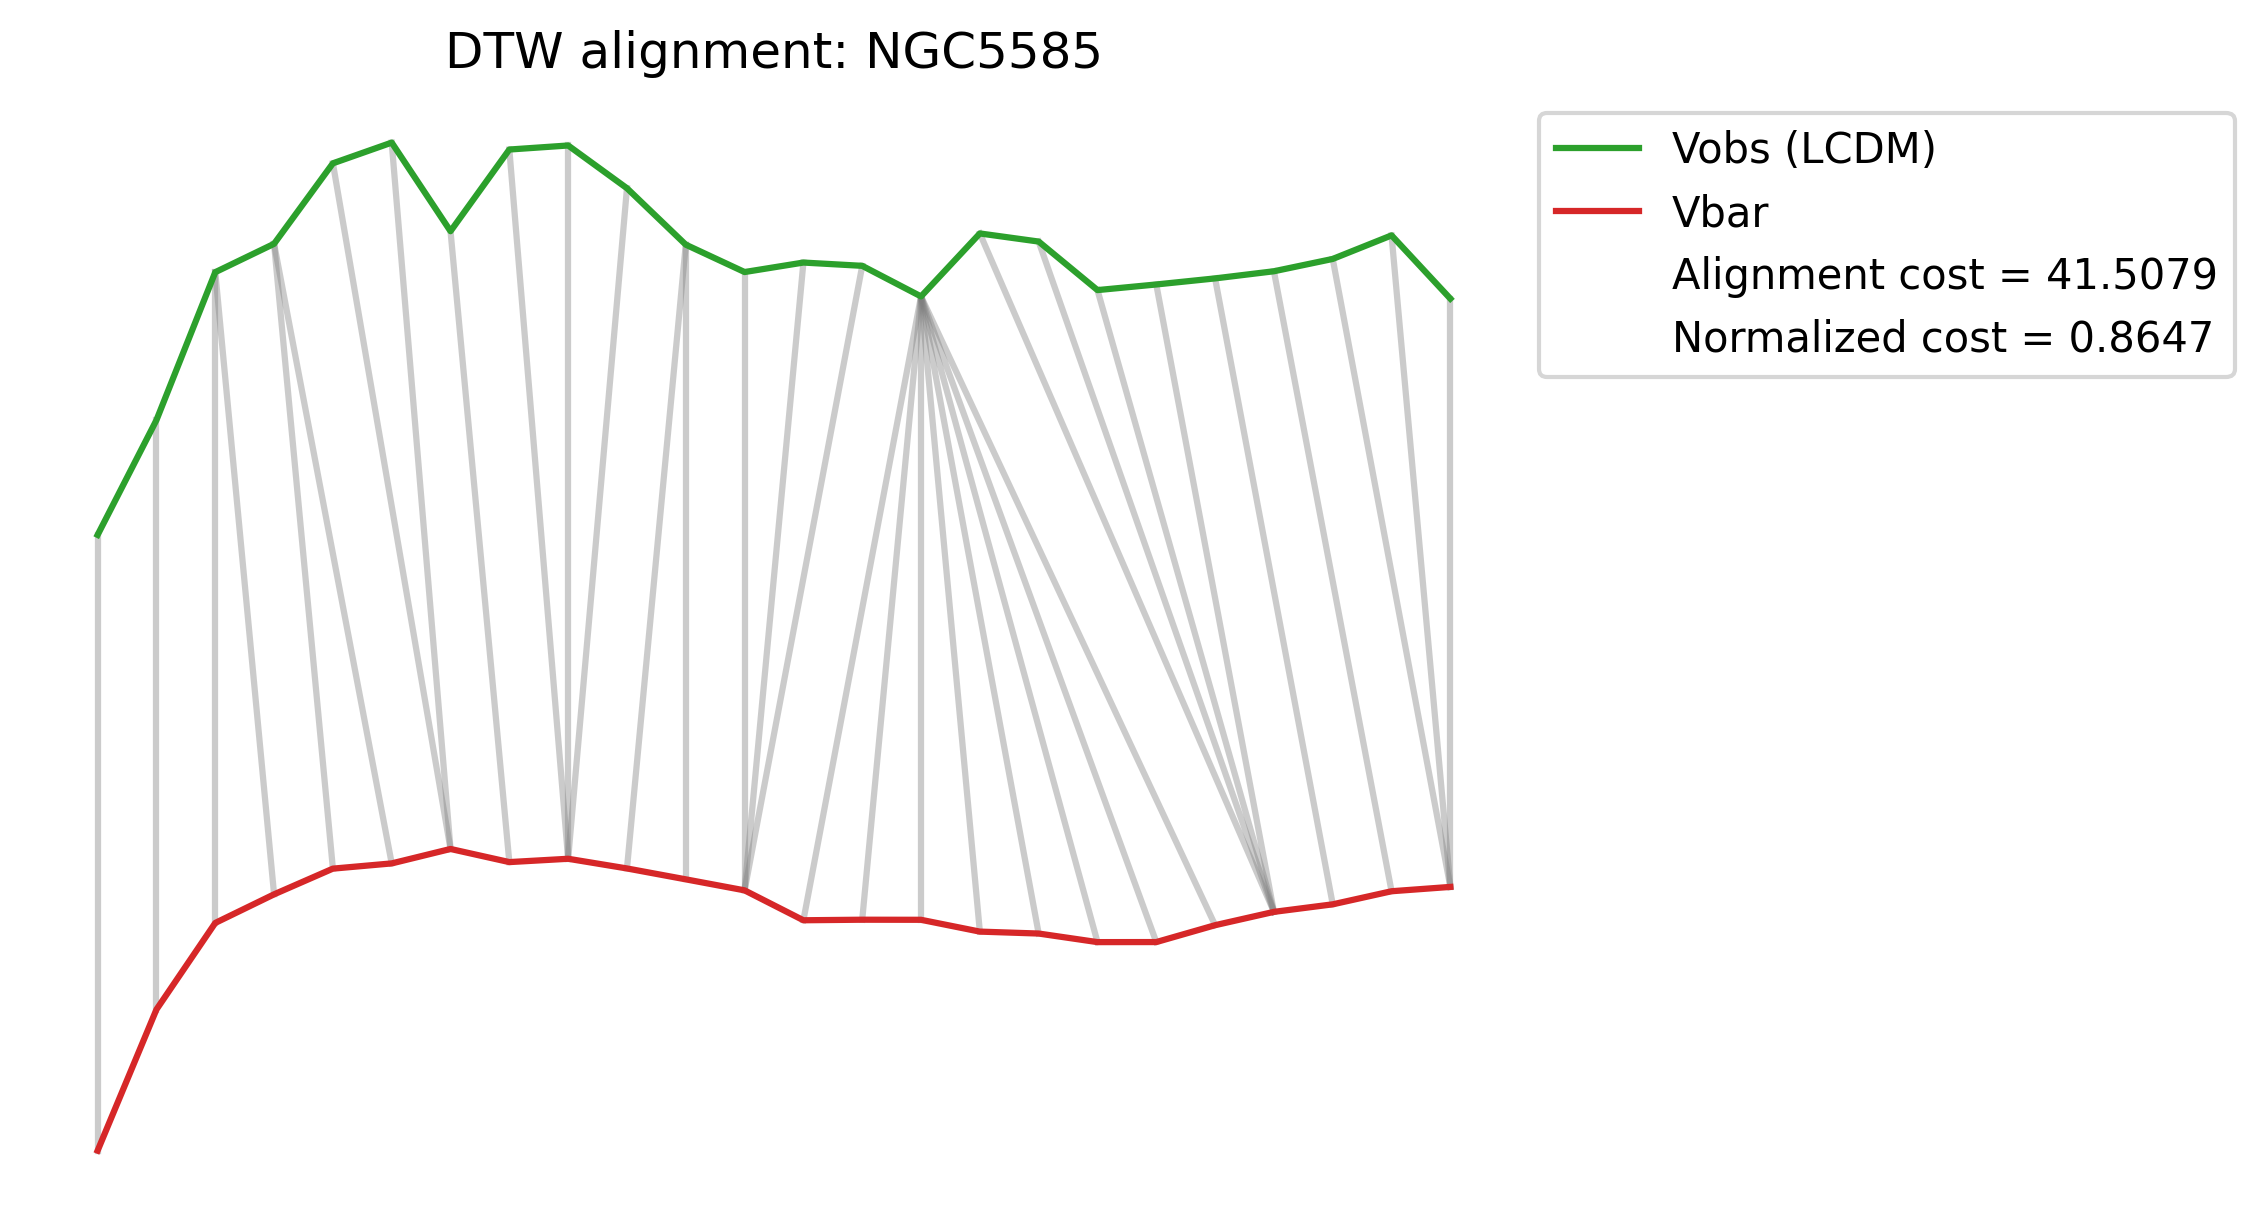 DTW alignment: NGC5585
Vobs (LCDM)
Vbar
Alignment cost = 41.5079
Normalized cost = 0.8647